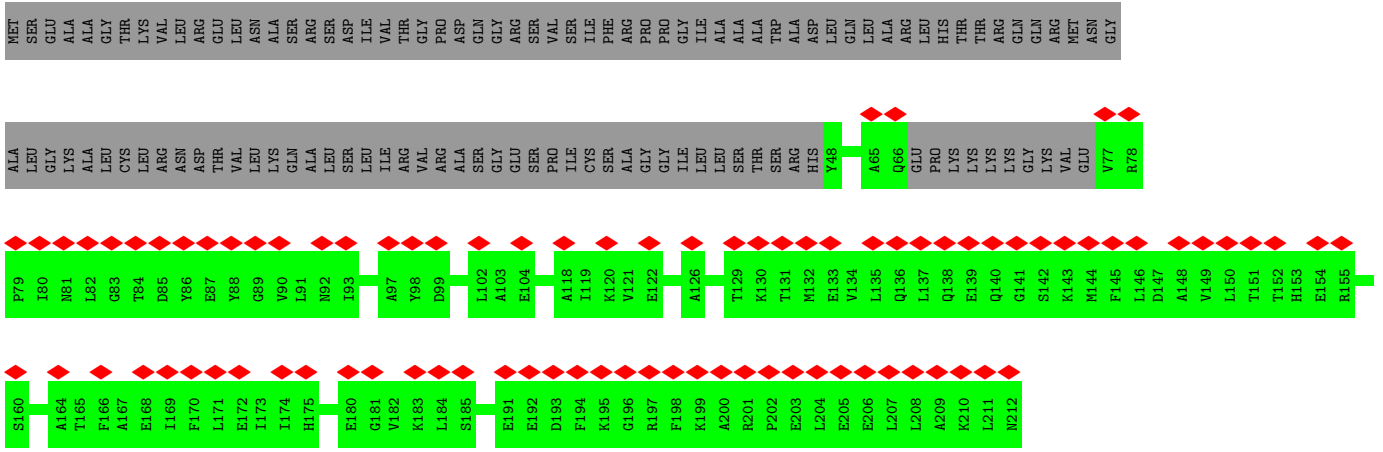 MET SER GLU ALA ALA GLY THR LYS VAL LEU ARG GLU LEU ASN ALA SER ARG SER ASP ILE VAL THR GLY PRO ASP GLN GLY ARG SER VAL SER ILE PHE ARG PRO PRO GLY ILE ALA ALA ALA TRP ALA ASP LEU GLN LEU ALA ARG LEU HIS THR THR ARG GLN GLN ARG MET ASN GLY
ALA LEU GLY LYS ALA LEU CYS LEU ARG ASN ASP THR VAL LEU LYS GLN ALA LEU SER LEU ILE ARG VAL ARG ALA SER GLY GLU SER PRO ILE CYS SER ALA GLY GLY ILE LEU LEU SER THR SER ARG HIS Y48 A65 Q66 GLU PRO LYS LYS LYS LYS GLY LYS VAL GLU V77 R78
P79 I80 N81 L82 G83 T84 D85 Y86 E87 Y88 G89 V90 L91 N92 I93 A97 Y98 D99 L102 A103 E104 A118 I119 K120 V121 E122 A126 T129 K130 T131 M132 E133 V134 L135 Q136 L137 Q138 E139 Q140 G141 S142 K143 M144 F145 L146 D147 A148 V149 L150 T151 T152 H153 E154 R155
S160 A164 T165 F166 A167 E168 I169 F170 L171 E172 I173 I174 H175 E180 G181 V182 K183 L184 S185 E191 E192 D193 F194 K195 G196 R197 F198 K199 A200 R201 P202 E203 L204 E205 E206 L207 L208 A209 K210 L211 N212